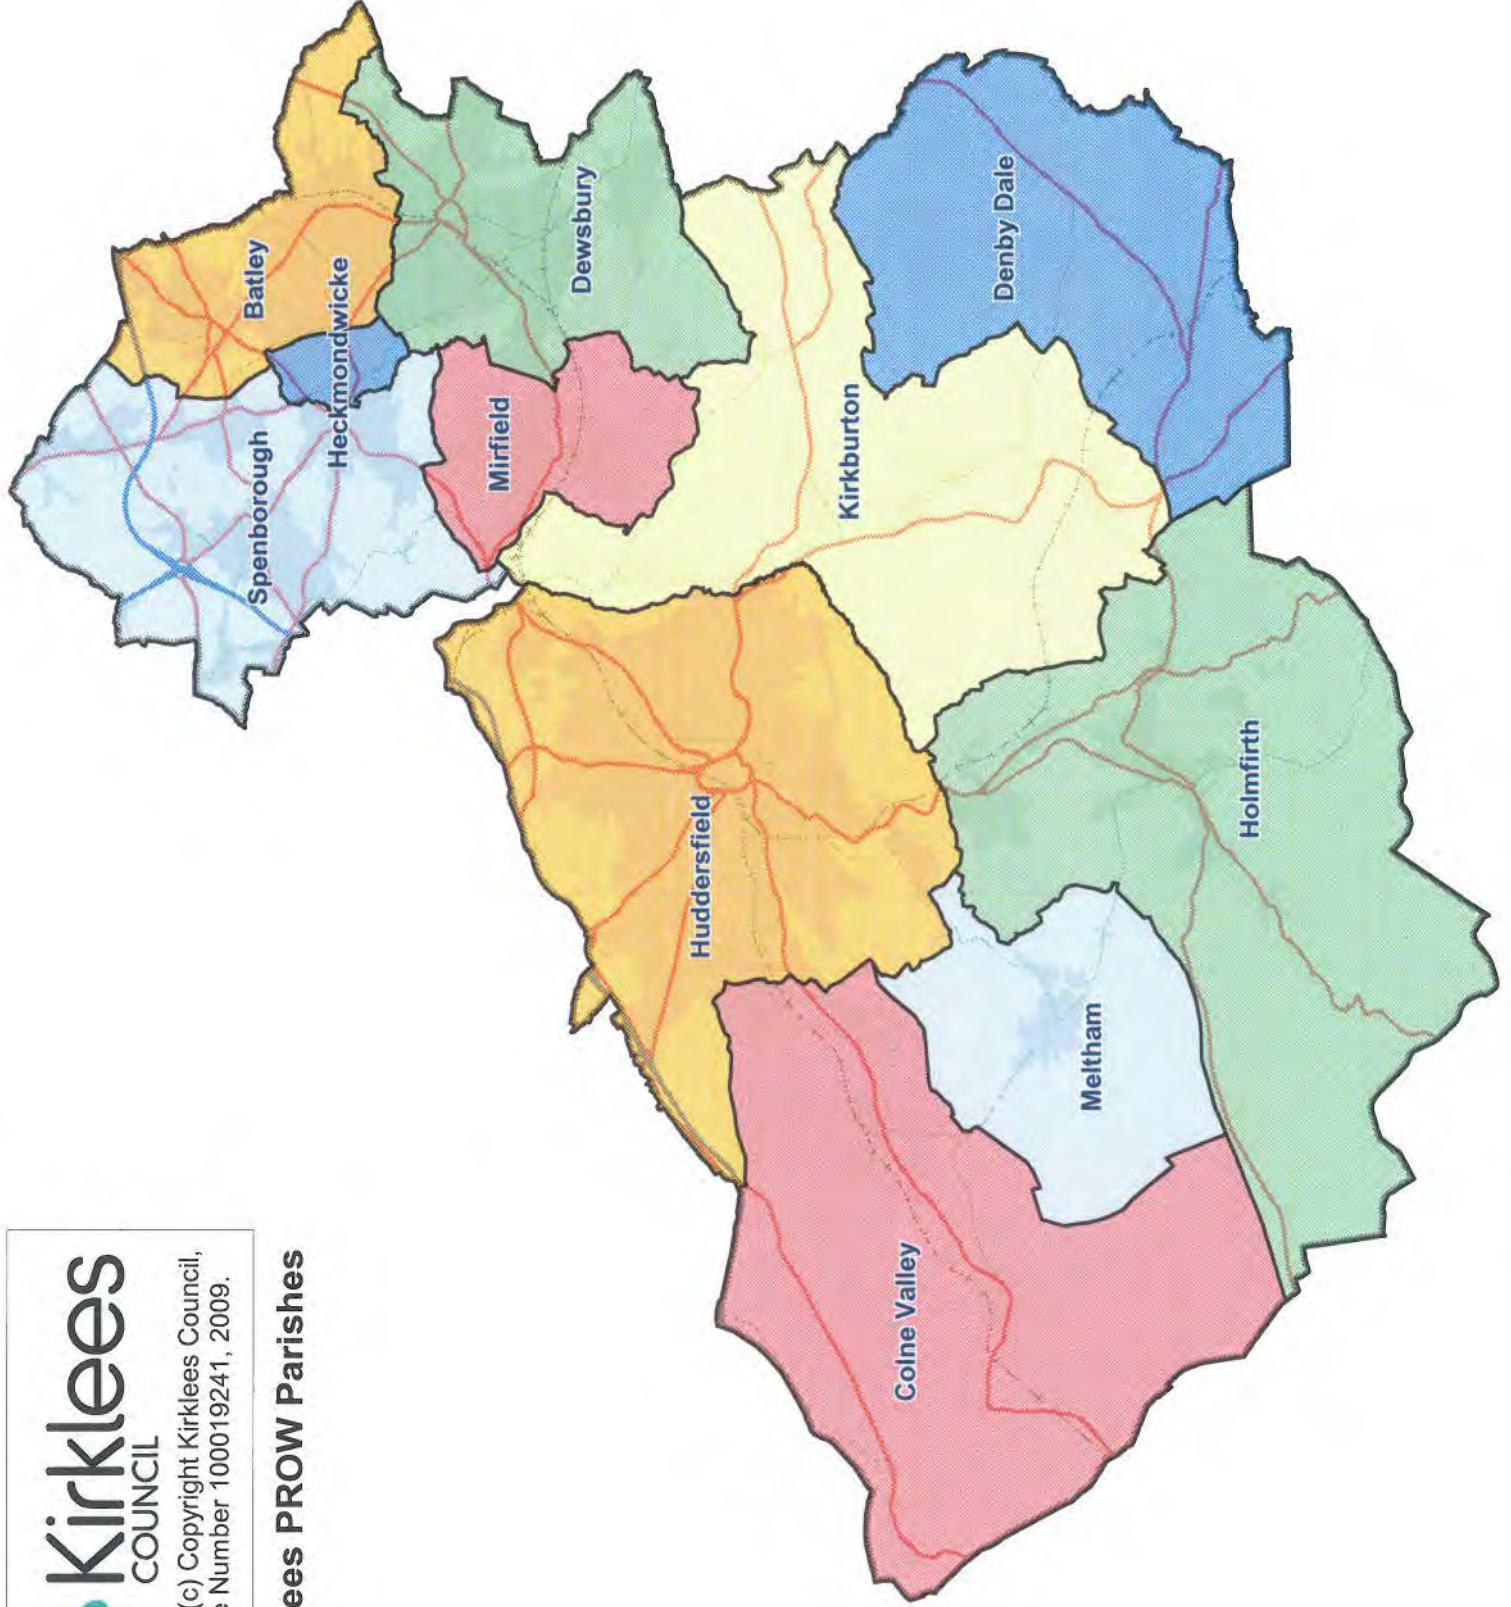 Kirklees
COUNCIL
(c) Copyright Kirklees Council,
Number 100019241, 2009.
PROW Parishes
Spenborough
Batley
Heckmondwicke
Mirfield
Dewsbury
Huddersfield
Kirkburton
Denby Dale
Colne Valley
Meltham
Holmfirth